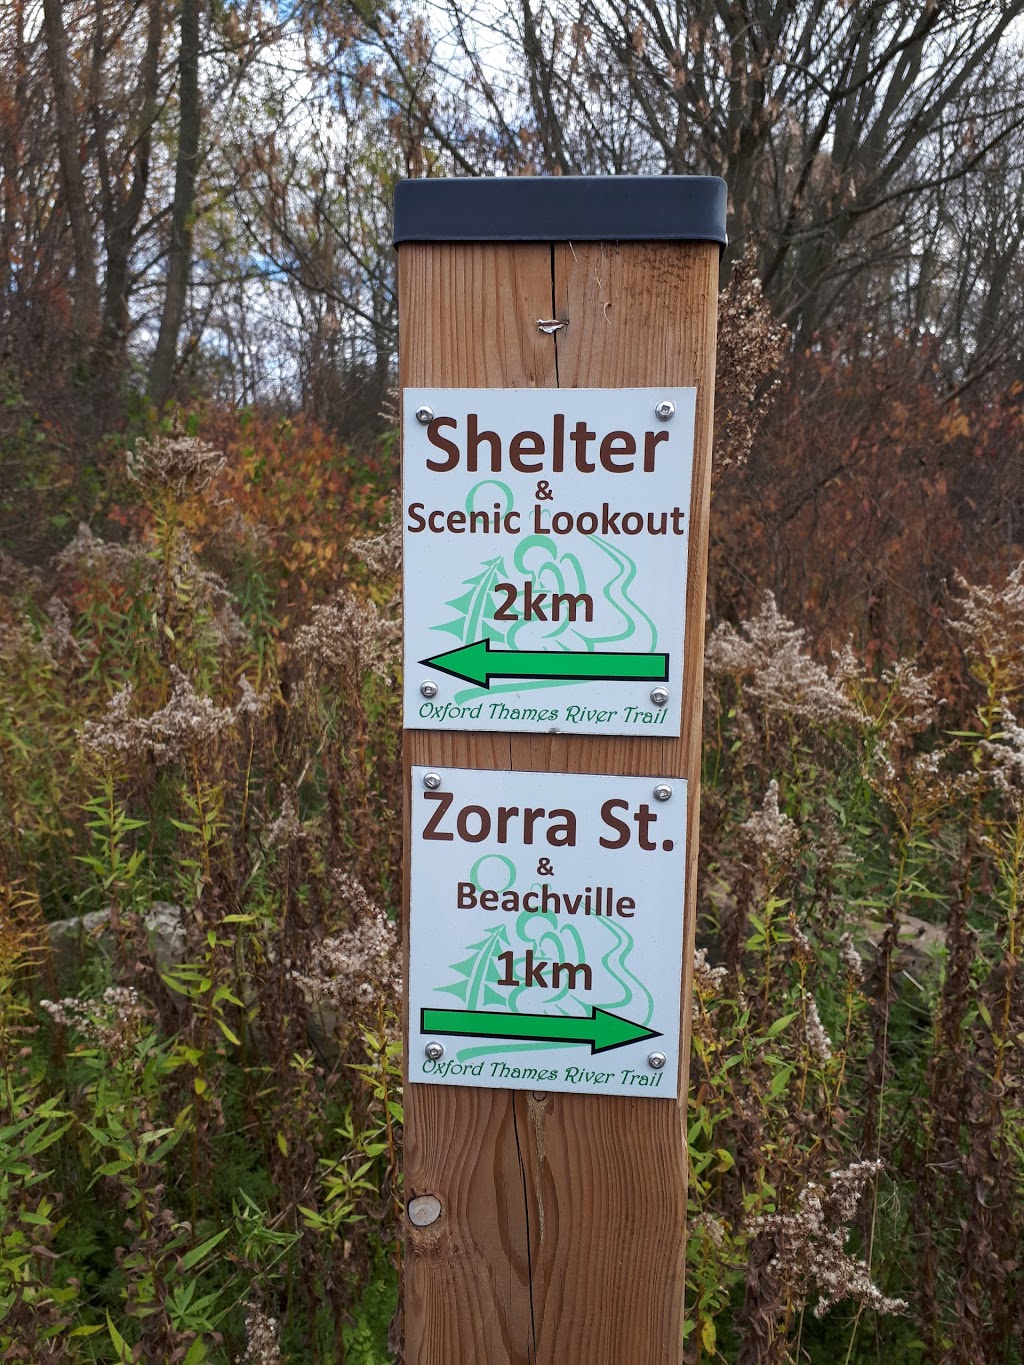 Shelter
&
Scenic Lookout
2km
Oxford Thames River Trail
Zorra St.
&
Beachville
1km
Oxford Thames River Trail